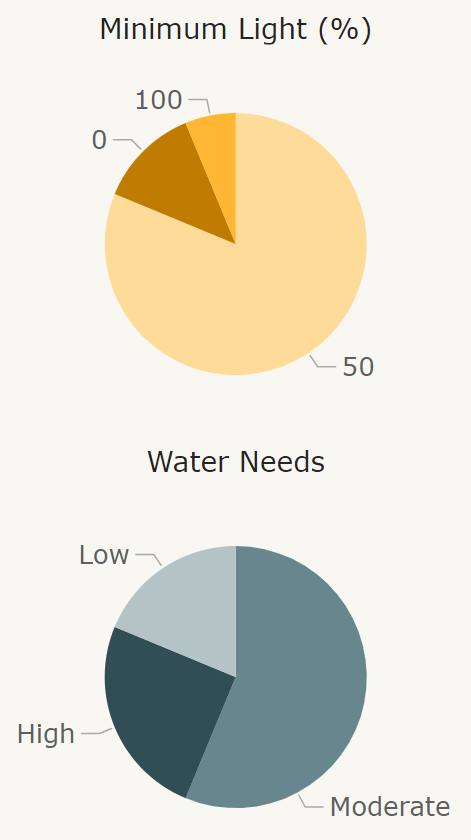 Minimum Light (%)
100
0
50
Water Needs
Low
High
Moderate